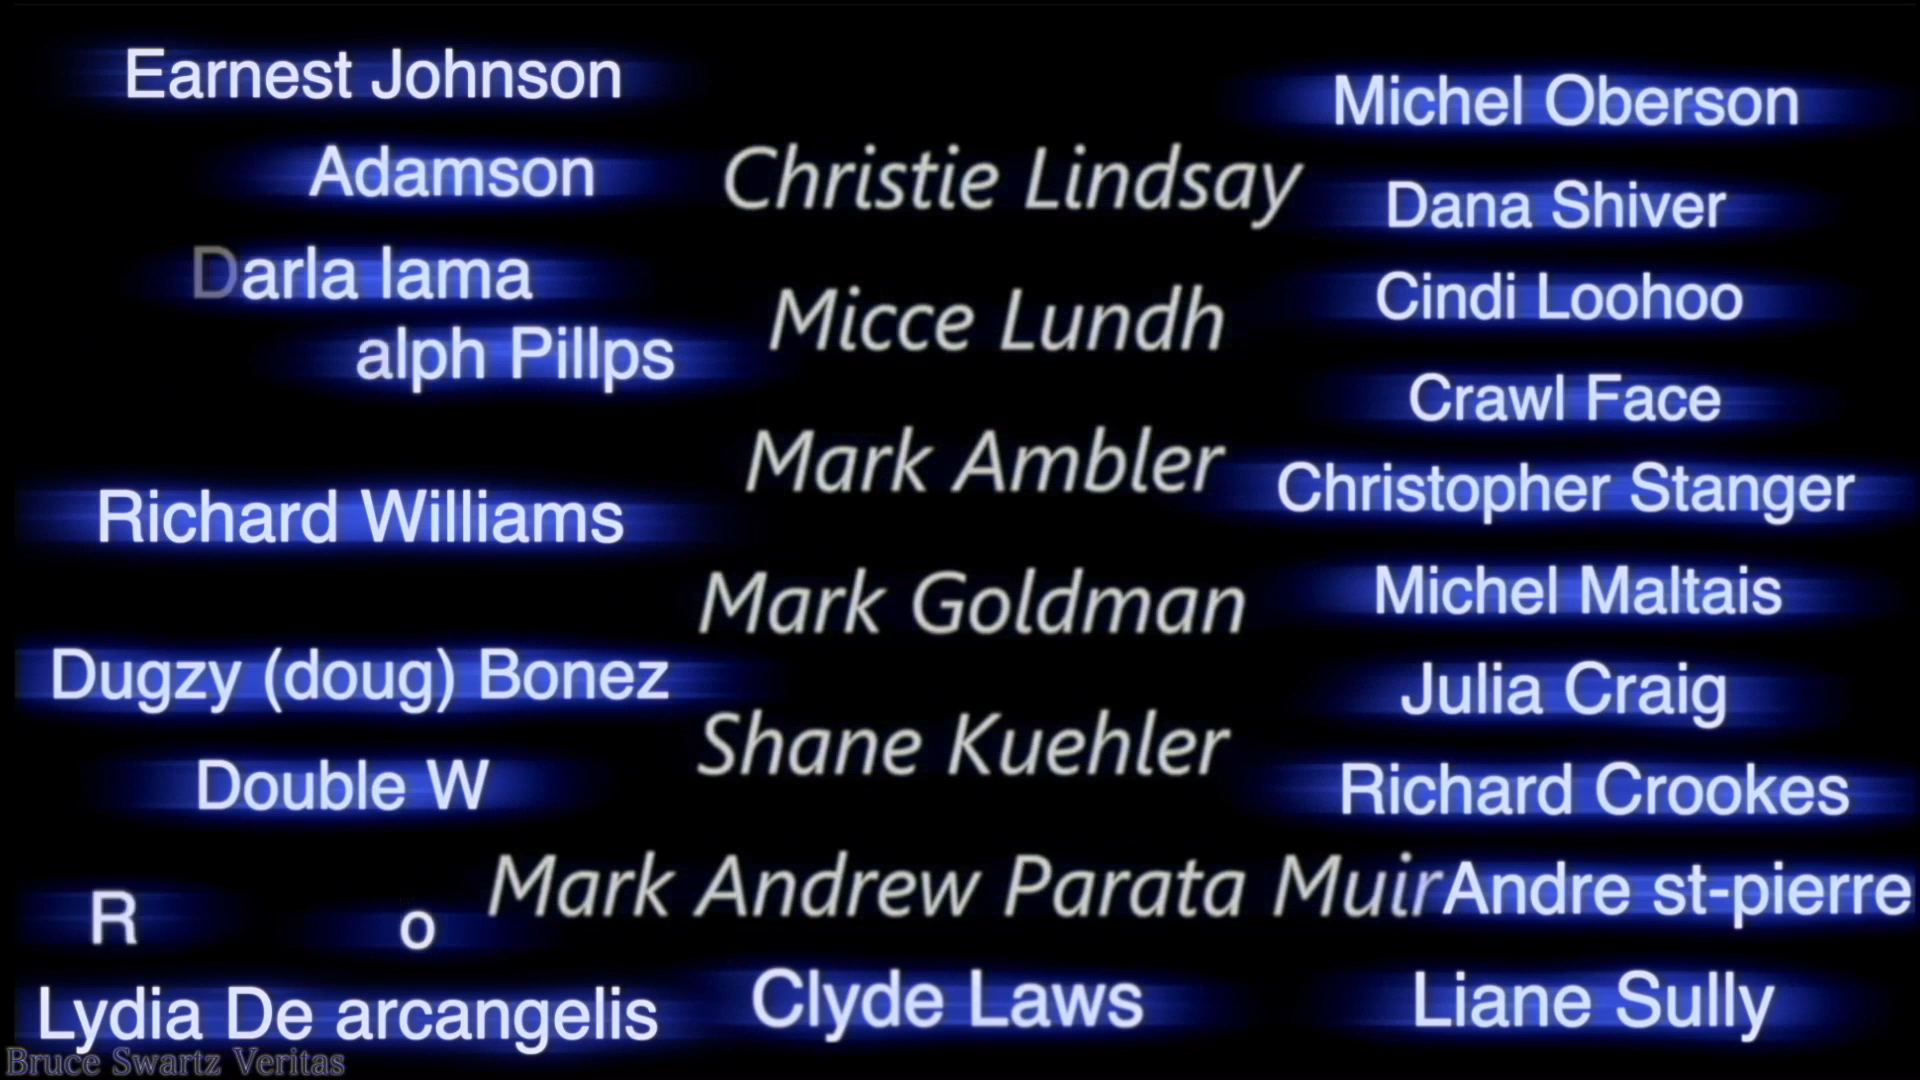 Earnest Johnson
Adamson
Darla lama
alph Pillps
Richard Williams
Dugzy (doug) Bonez
Double W
R o
Lydia De arcangelis
Bruce Swartz Veritas
Christie Lindsay
Micce Lundh
Mark Ambler
Mark Goldman
Shane Kuehler
Mark Andrew Parata Muir
Clyde Laws
Michel Oberson
Dana Shiver
Cindi Loohoo
Crawl Face
Christopher Stanger
Michel Maltais
Julia Craig
Richard Crookes
Andre st-pierre
Liane Sully